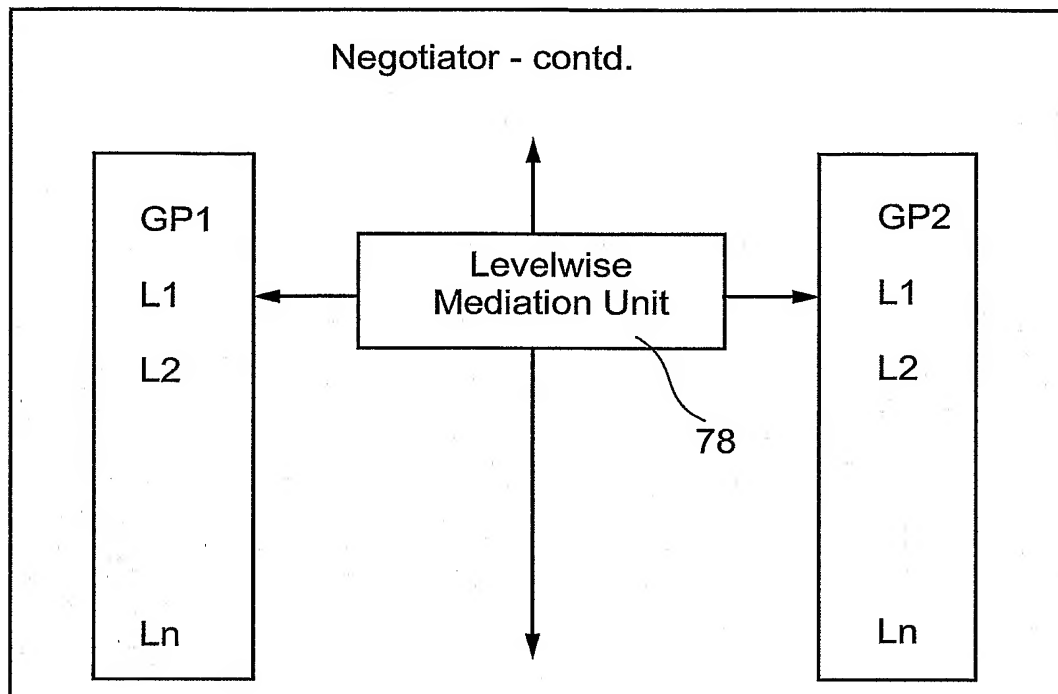 Negotiator - contd.
GP1
L1
L2
Ln
Levelwise
Mediation Unit
78
GP2
L1
L2
Ln